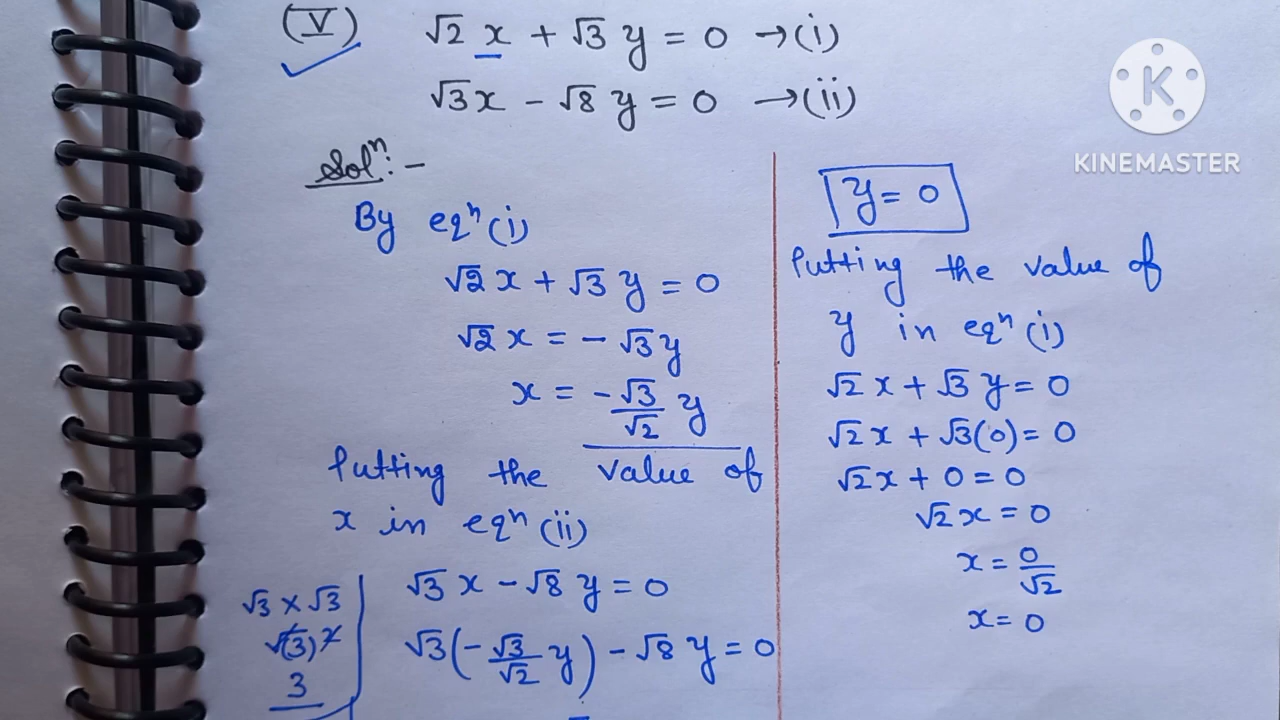 (V) √2 x + √3 y = 0 →(i)
√3x - √8 y = 0 →(ii)
Solⁿ:-
By eqⁿ(i)
√2 x + √3 y = 0
√2 x = - √3y
x = -√3/√2 y
Putting the value of
x in eqⁿ(ii)
√3 x - √8 y = 0
√3(-√3/√2 y) - √8 y = 0
√3 × √3
√(3)²
3
y = 0
Putting the value of
y in eqⁿ(i)
√2 x + √3 y = 0
√2 x + √3(0) = 0
√2 x + 0 = 0
√2 x = 0
x = 0/√2
x = 0
K
KINEMASTER